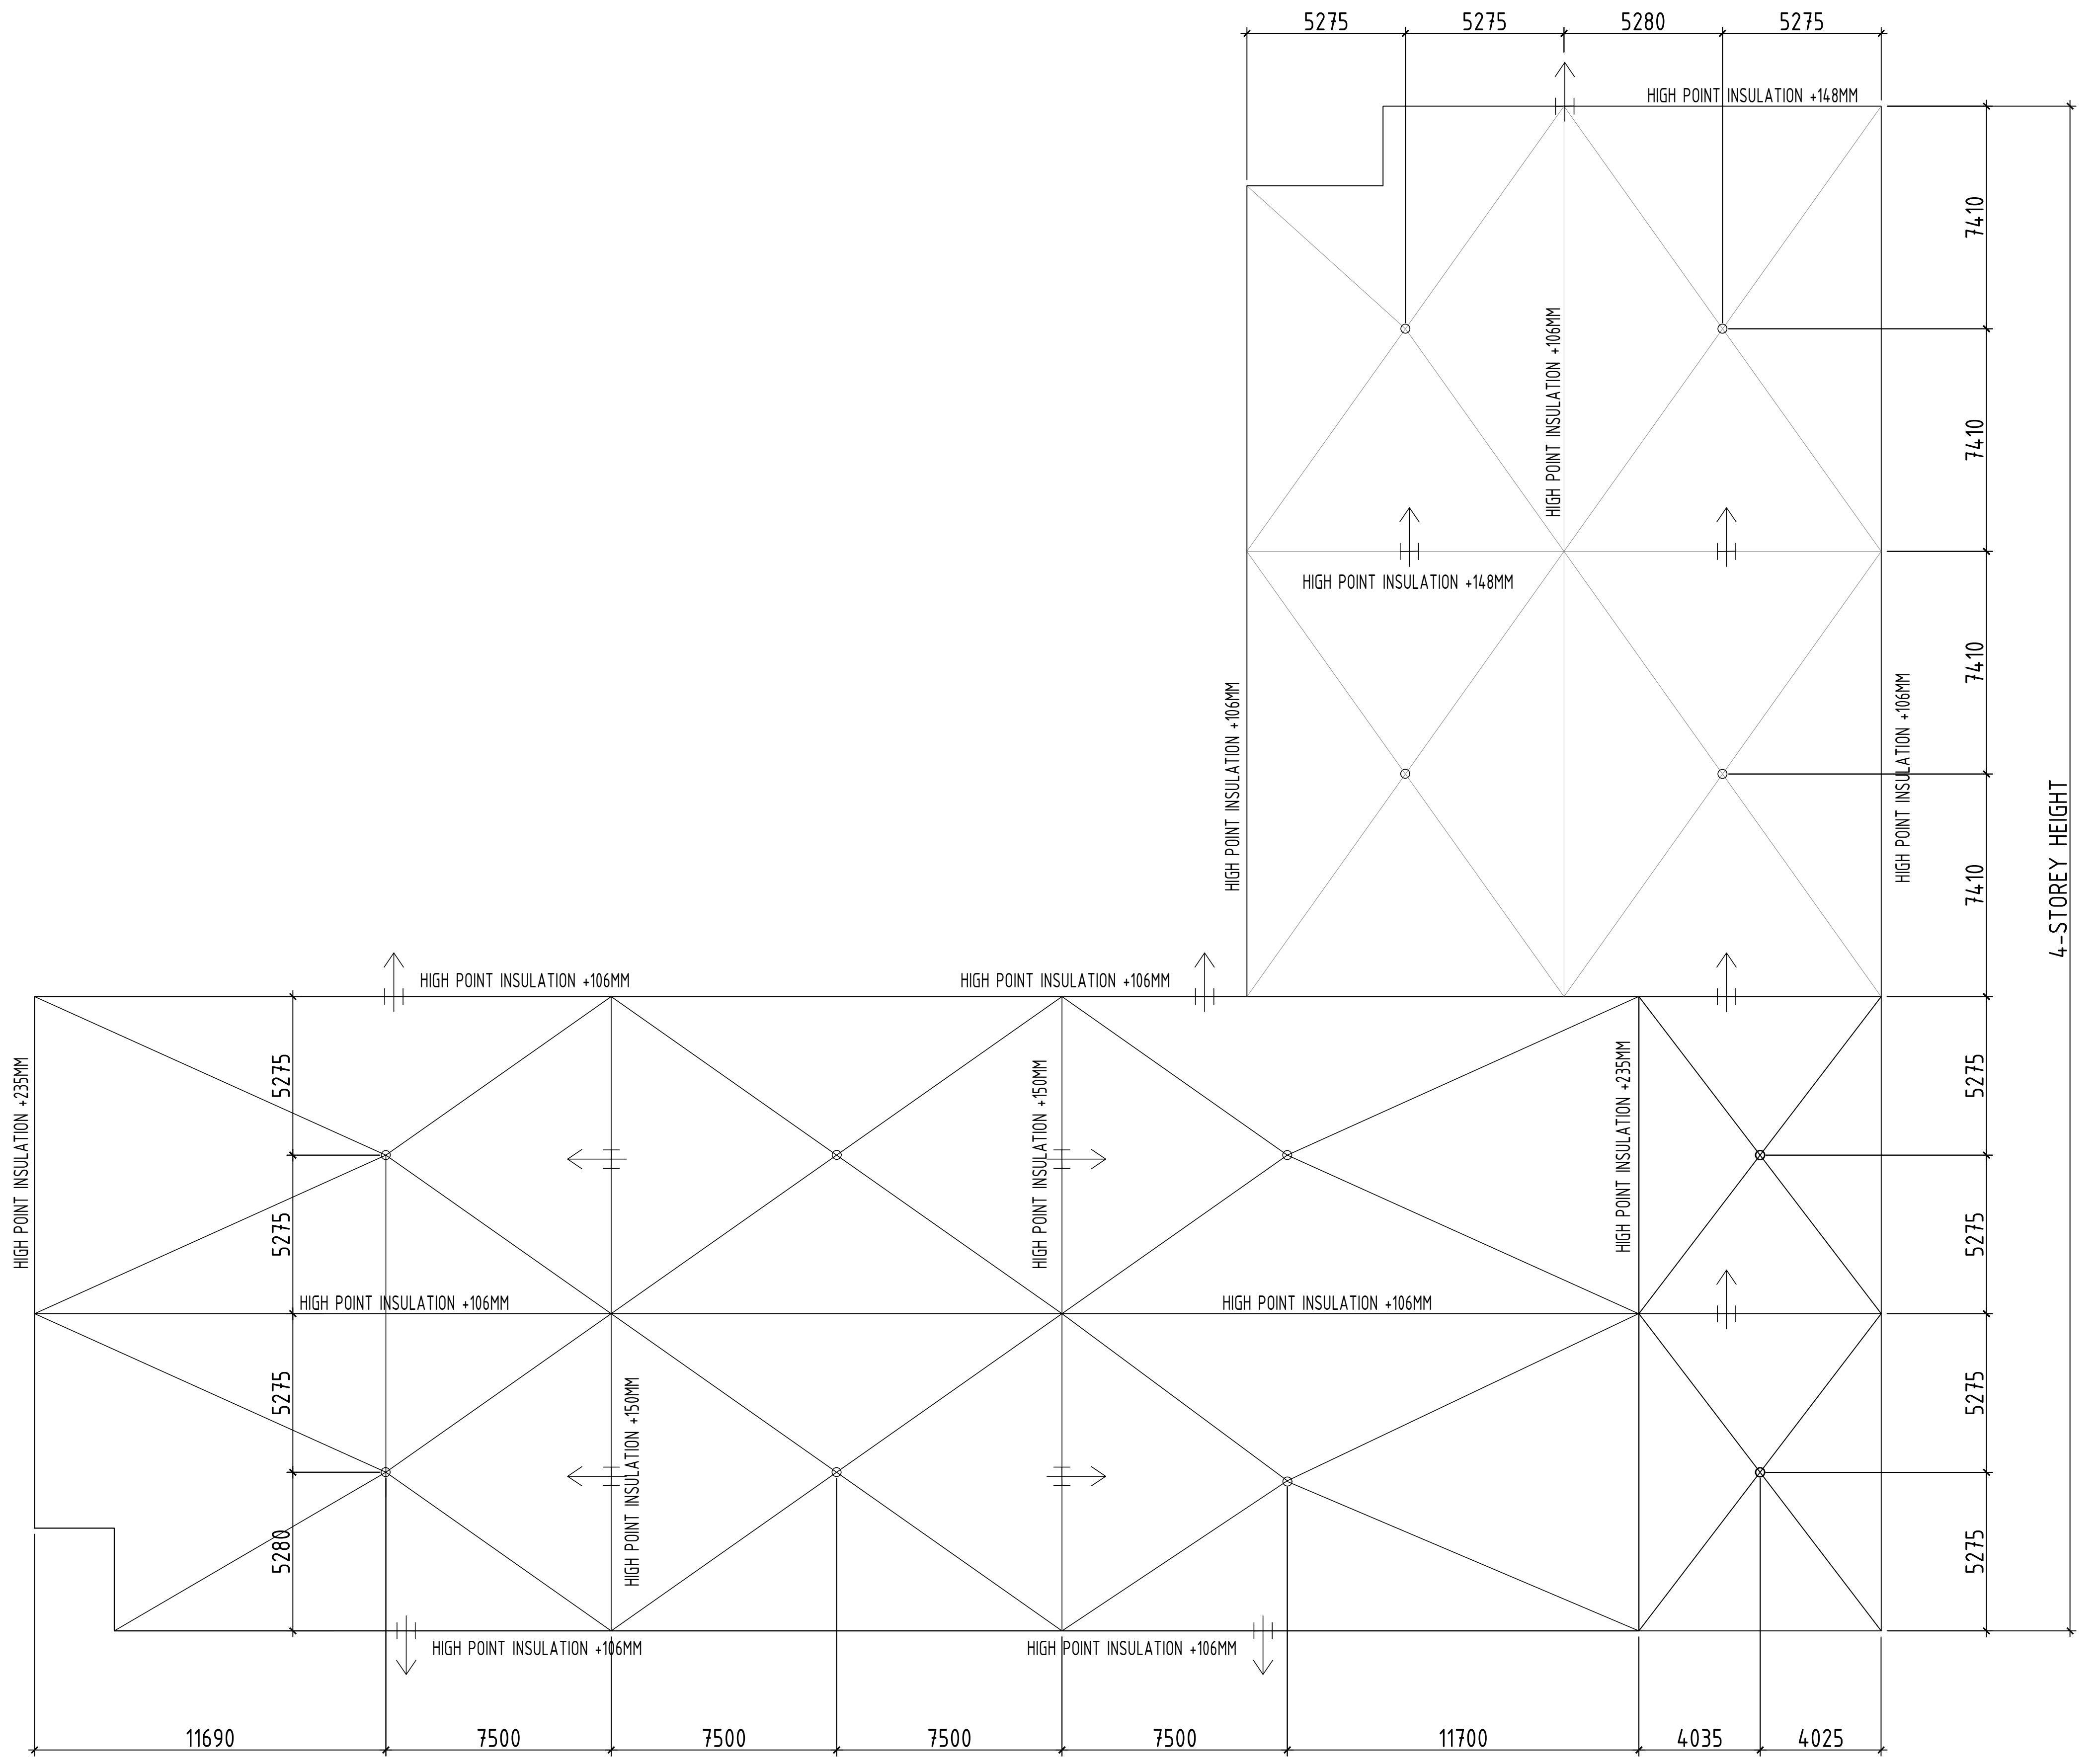 5275 5275 5280 5275
HIGH POINT INSULATION +148MM
7410
HIGH POINT INSULATION +106MM
7410
HIGH POINT INSULATION +148MM
7410
HIGH POINT INSULATION +106MM
HIGH POINT INSULATION +106MM
4-STOREY HEIGHT
7410
HIGH POINT INSULATION +106MM
HIGH POINT INSULATION +106MM
5275
5275
HIGH POINT INSULATION +235MM
HIGH POINT INSULATION +150MM
HIGH POINT INSULATION +235MM
5275
5275
HIGH POINT INSULATION +106MM
HIGH POINT INSULATION +106MM
5275
5275
HIGH POINT INSULATION +150MM
5280
5275
HIGH POINT INSULATION +106MM
HIGH POINT INSULATION +106MM
11690 7500 7500 7500 7500 11700 4035 4025